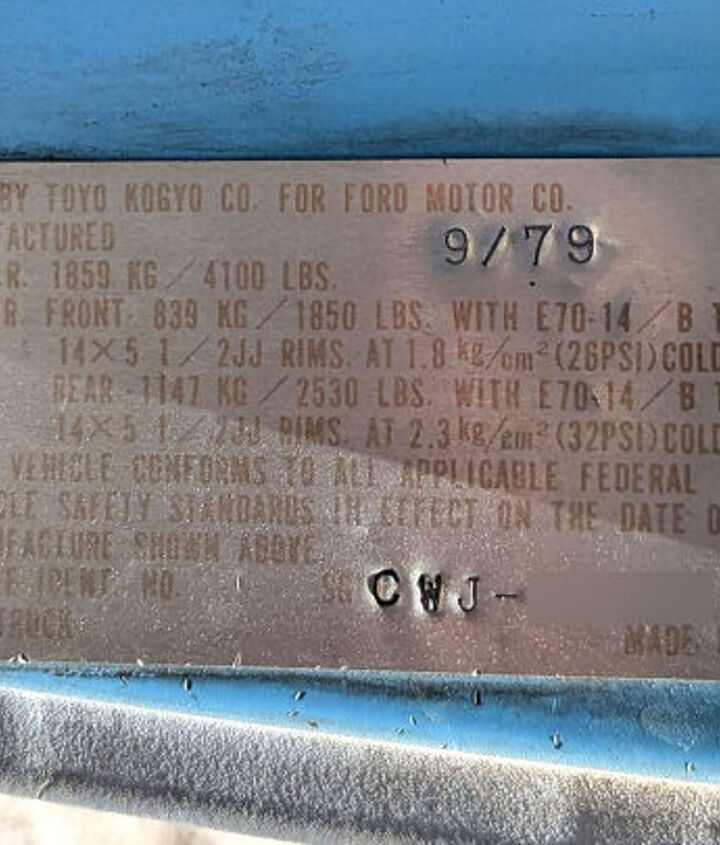 BY TOYO KOGYO CO. FOR FORD MOTOR CO.
FACTURED 9/79
.R. 1859 KG/4100 LBS.
R. FRONT- 839 KG/1850 LBS. WITH E70-14/B T
14×5 1/2JJ RIMS. AT 1.8 kg/cm²(26PSI)COLD
REAR -1147 KG/2530 LBS. WITH E70-14/B T
14×5 1/2JJ RIMS. AT 2.3 kg/cm²(32PSI)COLD
VEHICLE CONFORMS TO ALL APPLICABLE FEDERAL
CLE SAFETY STANDARDS IN EFFECT ON THE DATE O
UFACTURE SHOWN ABOVE.
E IDENT. NO. SG CWJ-
TRUCK MADE